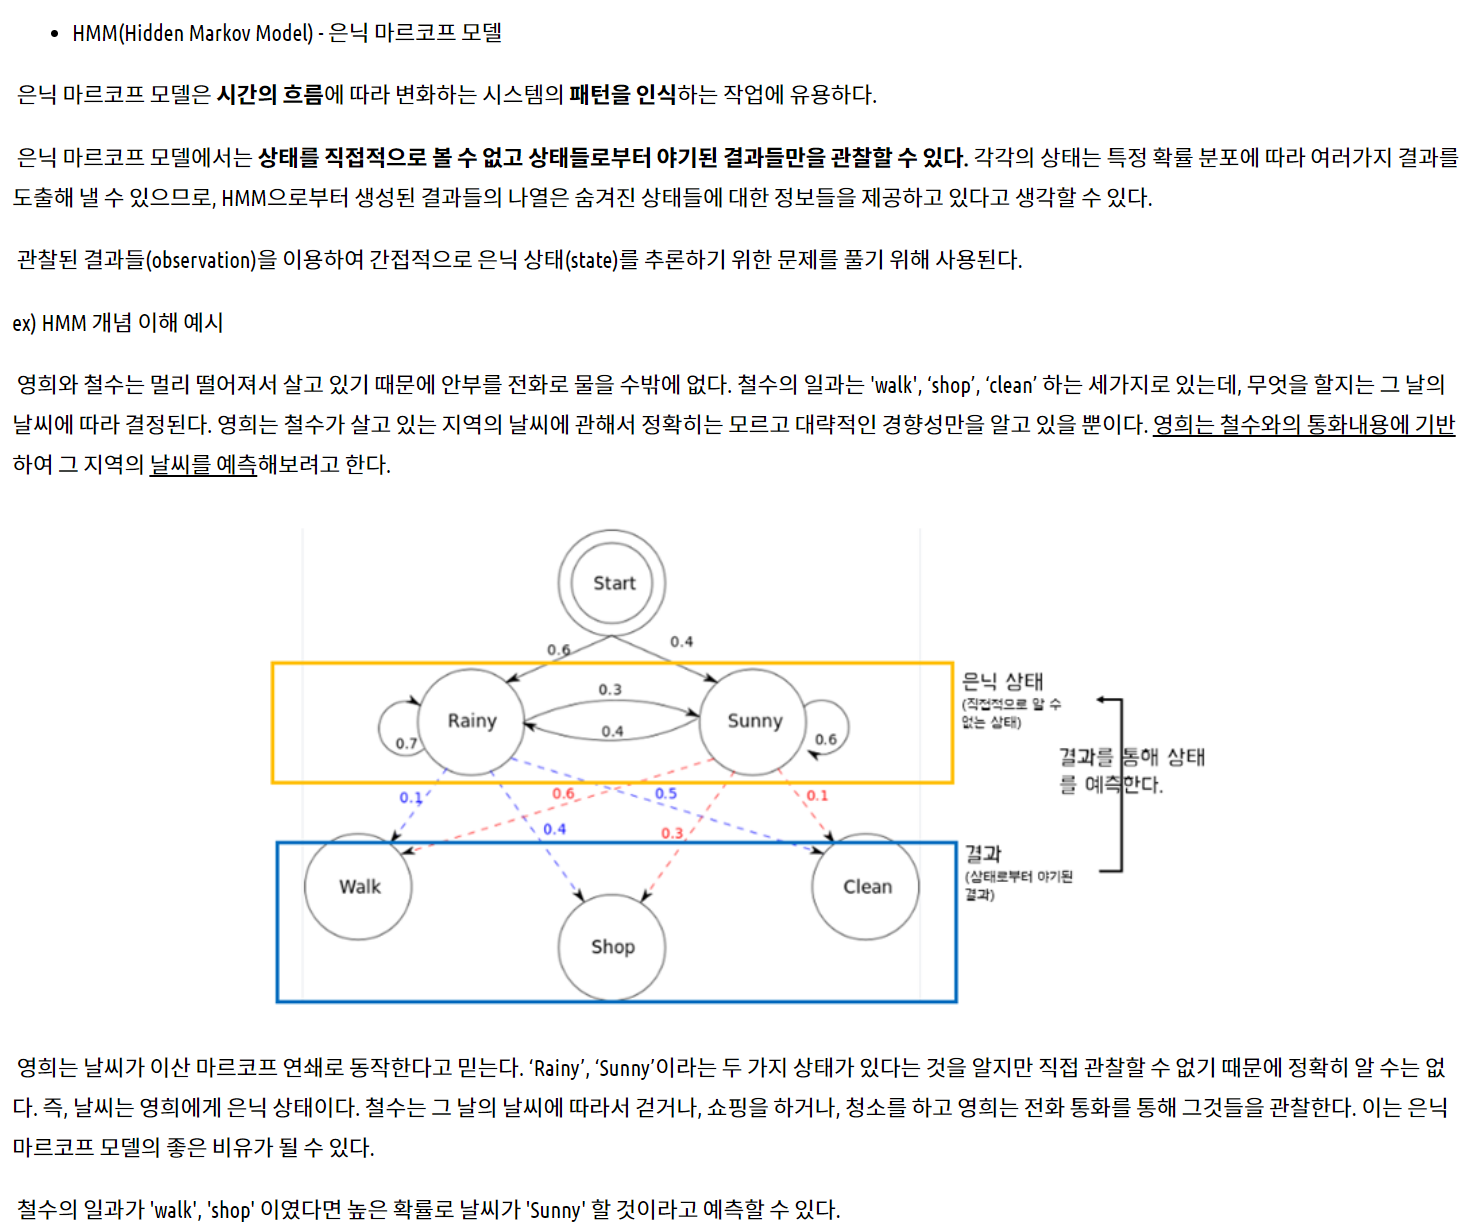 • HMM(Hidden Markov Model) - 은닉 마르코프 모델
은닉 마르코프 모델은 시간의 흐름에 따라 변화하는 시스템의 패턴을 인식하는 작업에 유용하다.
은닉 마르코프 모델에서는 상태를 직접적으로 볼 수 없고 상태들로부터 야기된 결과들만을 관찰할 수 있다. 각각의 상태는 특정 확률 분포에 따라 여러가지 결과를
도출해 낼 수 있으므로, HMM으로부터 생성된 결과들의 나열은 숨겨진 상태들에 대한 정보들을 제공하고 있다고 생각할 수 있다.
관찰된 결과들(observation)을 이용하여 간접적으로 은닉 상태(state)를 추론하기 위한 문제를 풀기 위해 사용된다.
ex) HMM 개념 이해 예시
영희와 철수는 멀리 떨어져서 살고 있기 때문에 안부를 전화로 물을 수밖에 없다. 철수의 일과는 'walk', ‘shop’, ‘clean’ 하는 세가지로 있는데, 무엇을 할지는 그 날의
날씨에 따라 결정된다. 영희는 철수가 살고 있는 지역의 날씨에 관해서 정확히는 모르고 대략적인 경향성만을 알고 있을 뿐이다. 영희는 철수와의 통화내용에 기반
하여 그 지역의 날씨를 예측해보려고 한다.
Start
0.6
0.4
Rainy
0.7
0.3
0.4
Sunny
0.6
은닉 상태
(직접적으로 알 수
없는 상태)
결과를 통해 상태
를 예측한다.
0.1
0.6
0.5
0.1
0.4
0.3
Walk
Shop
Clean
결과
(상태로부터 야기된
결과)
영희는 날씨가 이산 마르코프 연쇄로 동작한다고 믿는다. ‘Rainy’, ‘Sunny’이라는 두 가지 상태가 있다는 것을 알지만 직접 관찰할 수 없기 때문에 정확히 알 수는 없
다. 즉, 날씨는 영희에게 은닉 상태이다. 철수는 그 날의 날씨에 따라서 걷거나, 쇼핑을 하거나, 청소를 하고 영희는 전화 통화를 통해 그것들을 관찰한다. 이는 은닉
마르코프 모델의 좋은 비유가 될 수 있다.
철수의 일과가 'walk', 'shop' 이였다면 높은 확률로 날씨가 'Sunny' 할 것이라고 예측할 수 있다.